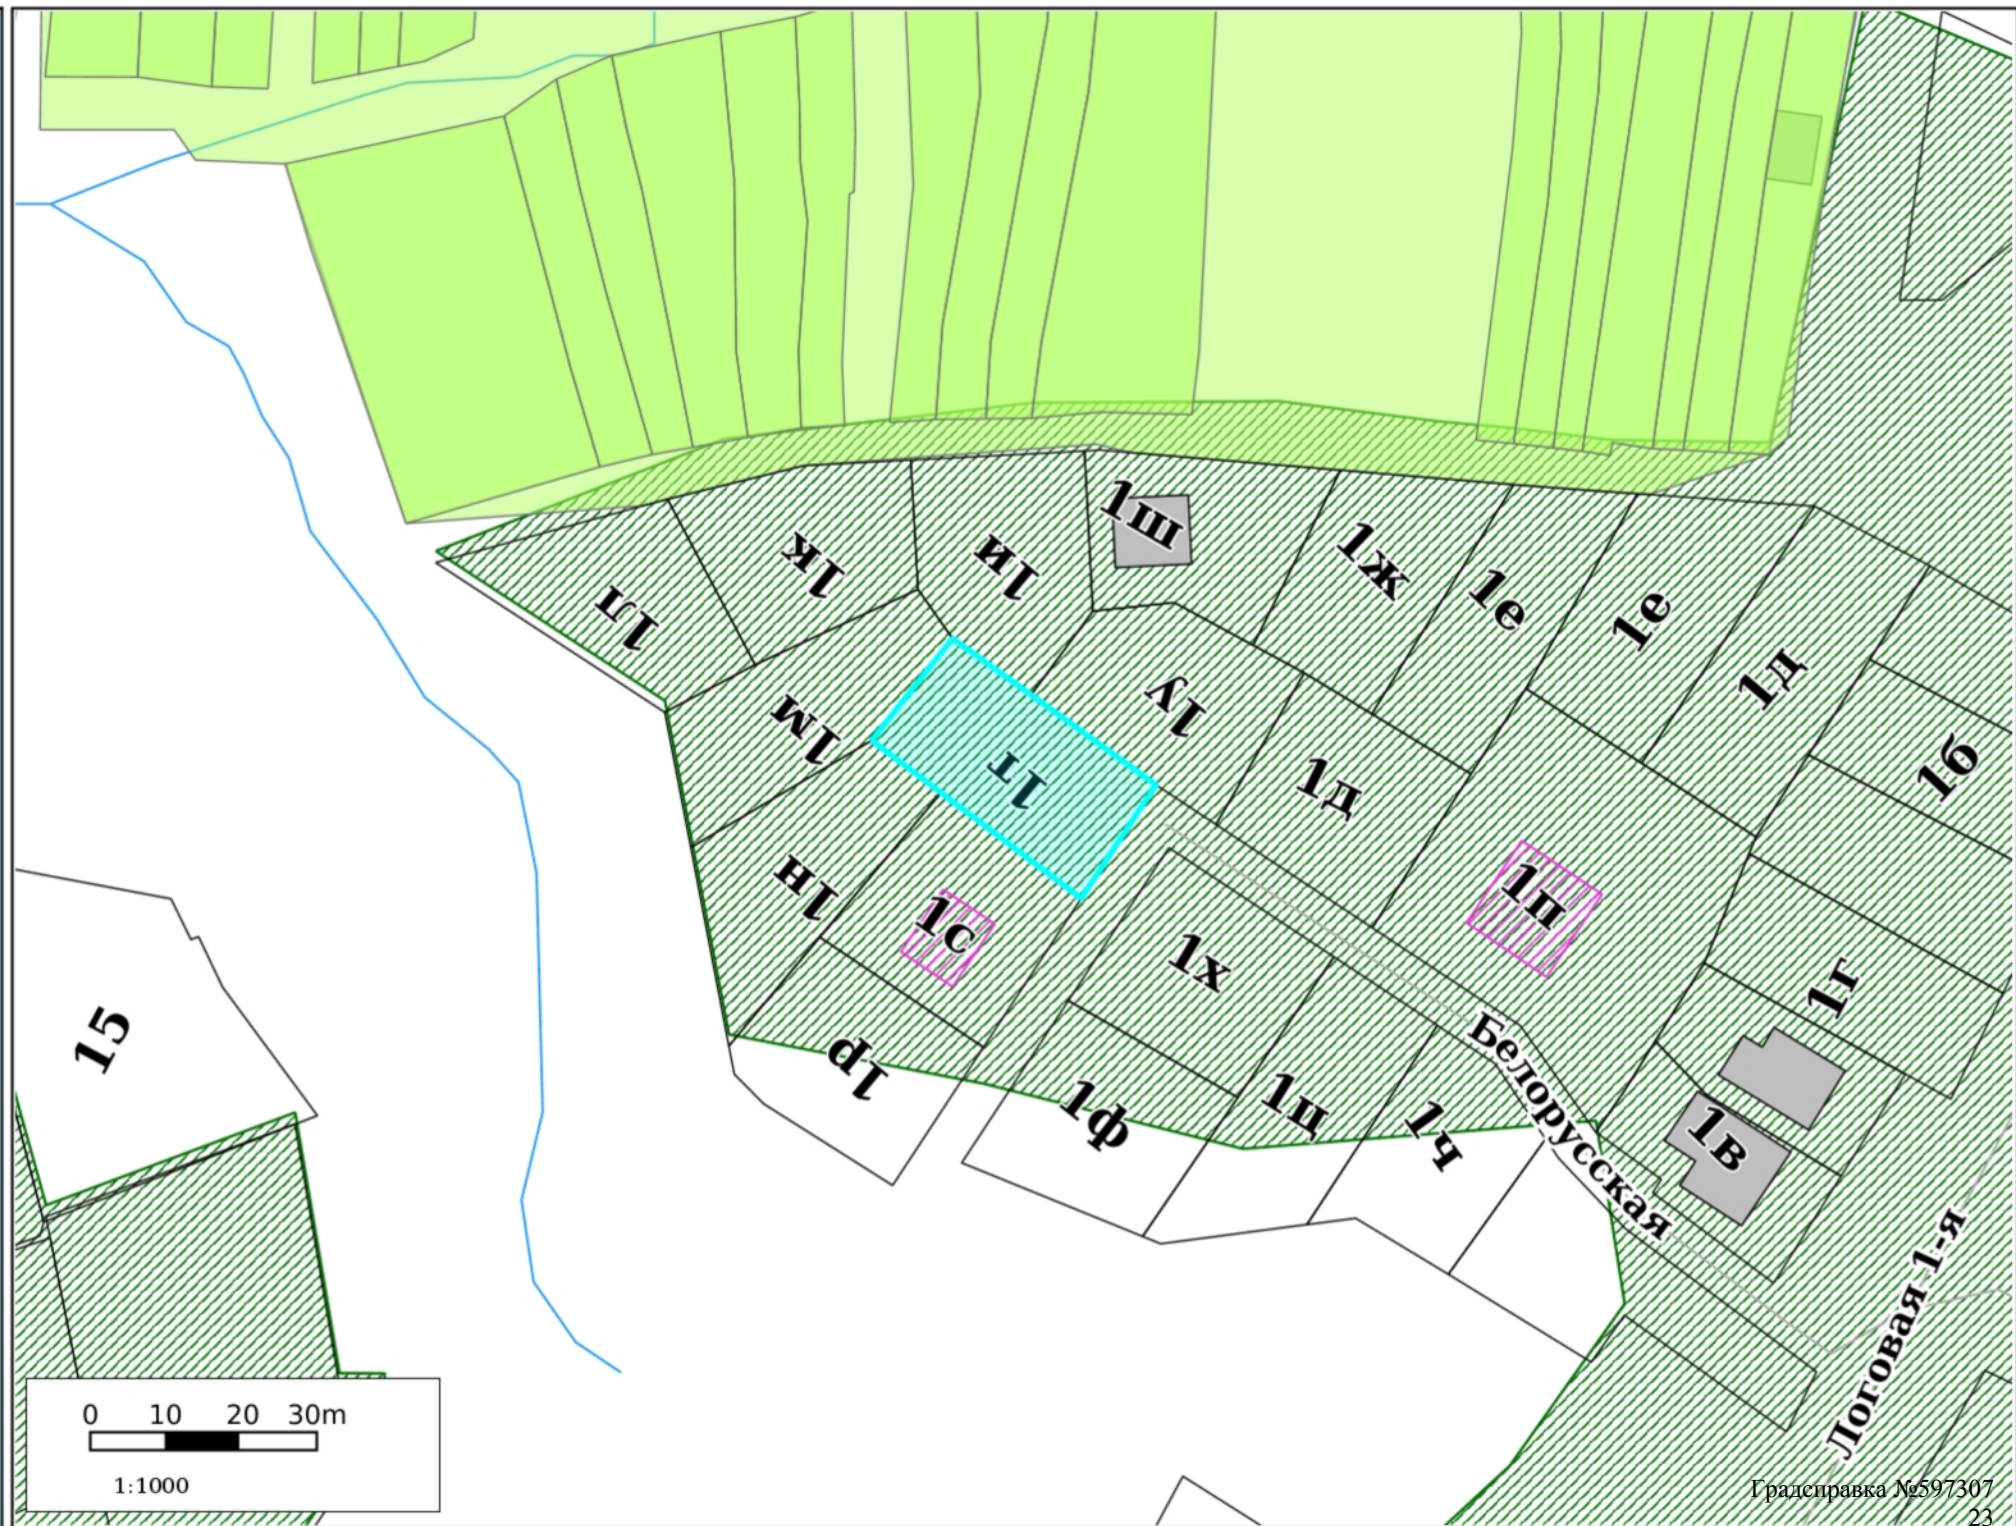 1ш
1к
1и
1ж
1е
1е
1л
1д
1м
1у
1т
1д
1б
1н
1с
1п
1х
1г
15
1р
1ф
1щ
1ч
1в
Белорусская
Логовая 1-я
0 10 20 30m
1:1000
Градсправка №597307
23